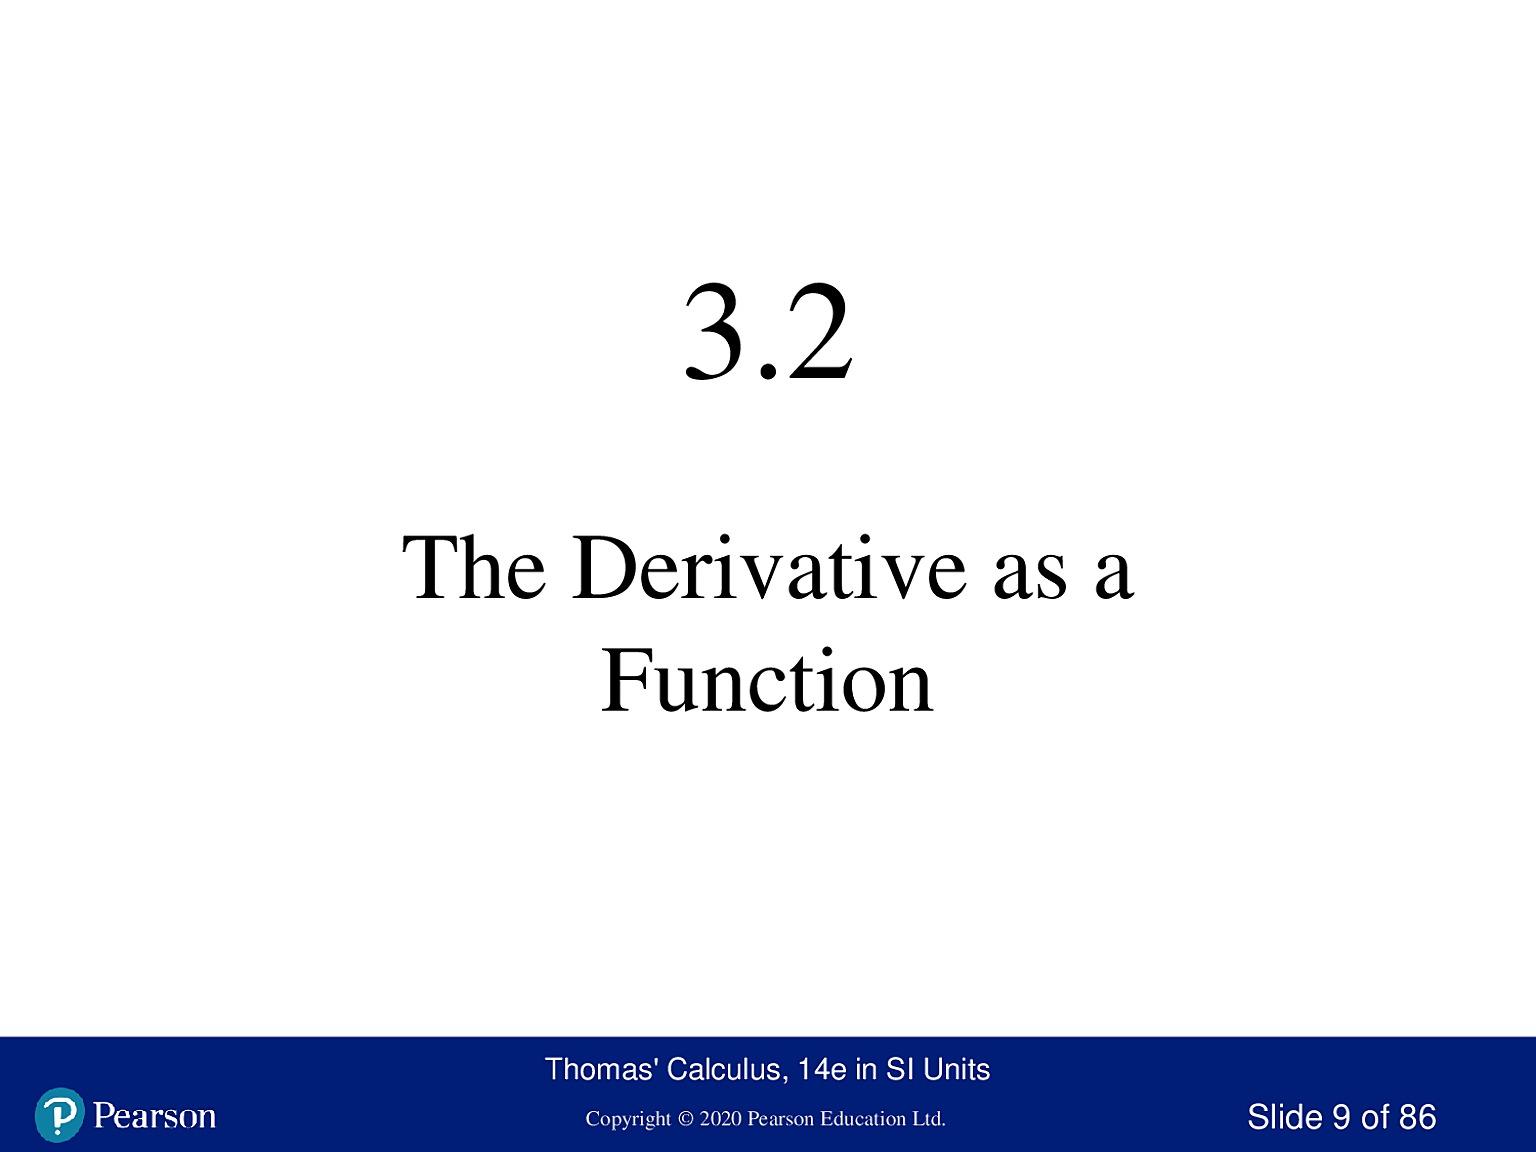 3.2
The Derivative as a
Function
Thomas' Calculus, 14e in SI Units
Pearson
Copyright © 2020 Pearson Education Ltd.
Slide 9 of 86